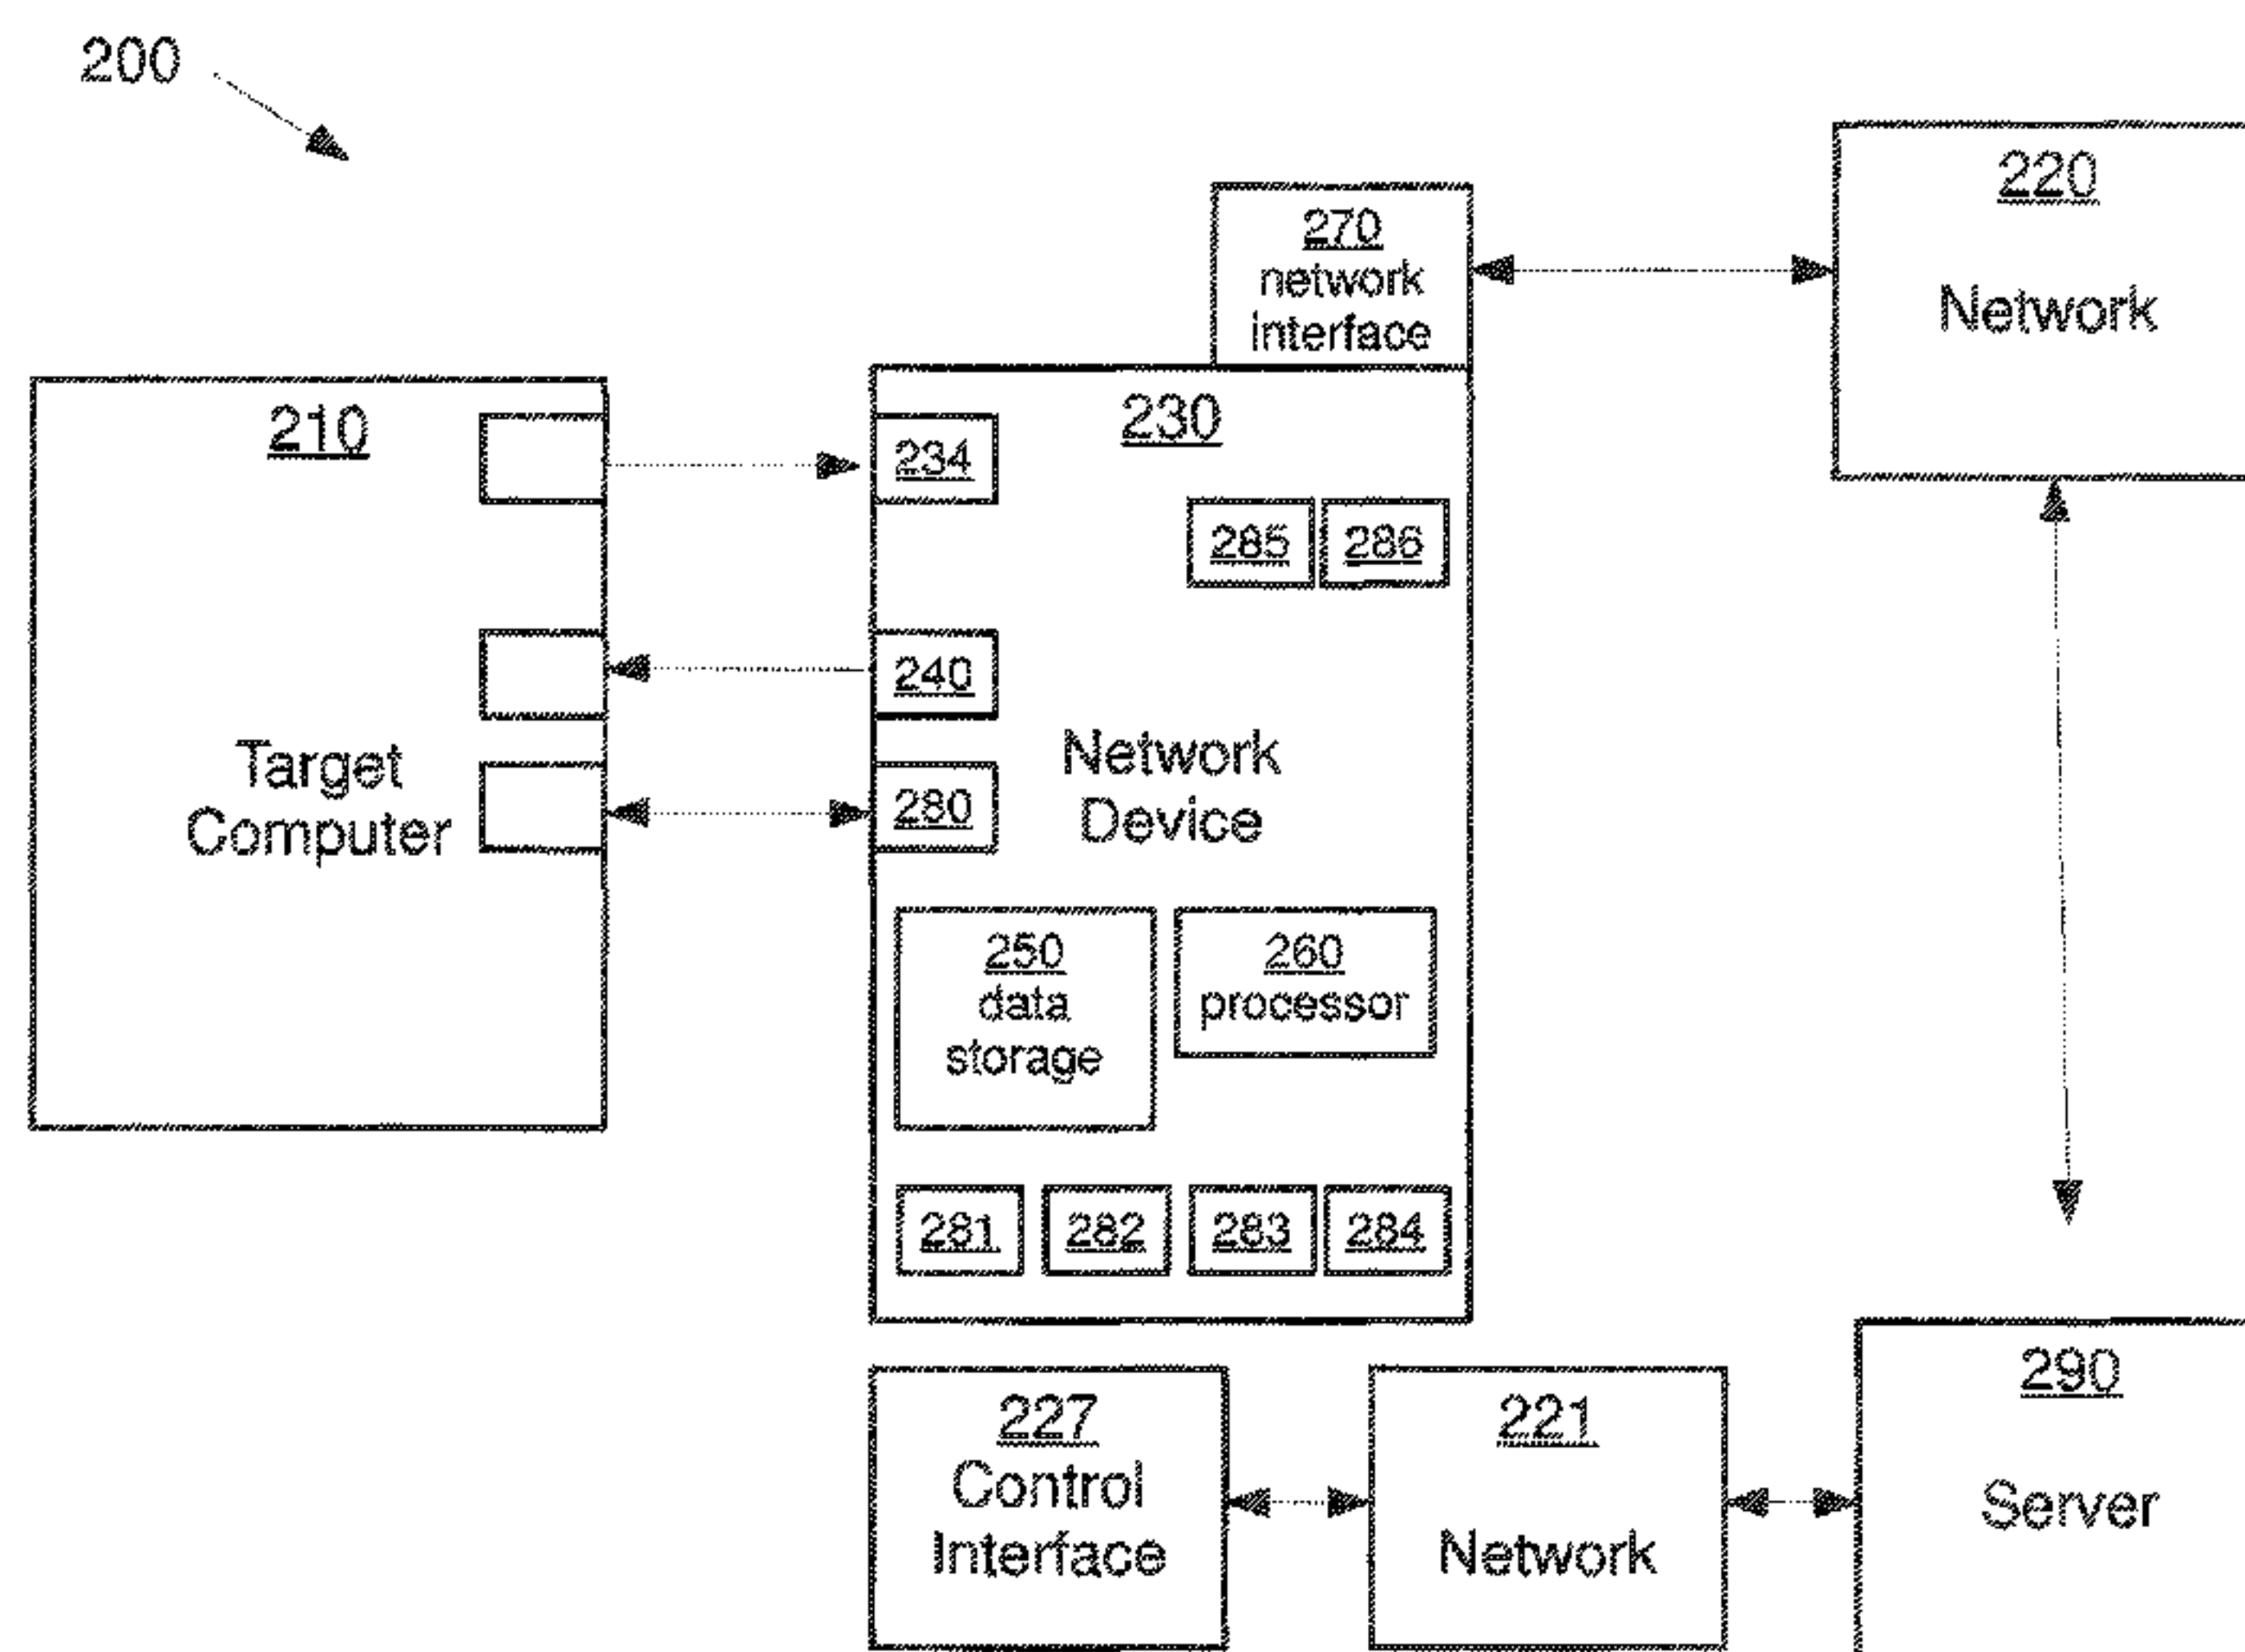 200
220
Network
270
network
interface
210
Target
Computer
230
234
285 286
240
280
Network
Device
250
data
storage
260
processor
281 282 283 284
227
Control
Interface
221
Network
290
Server